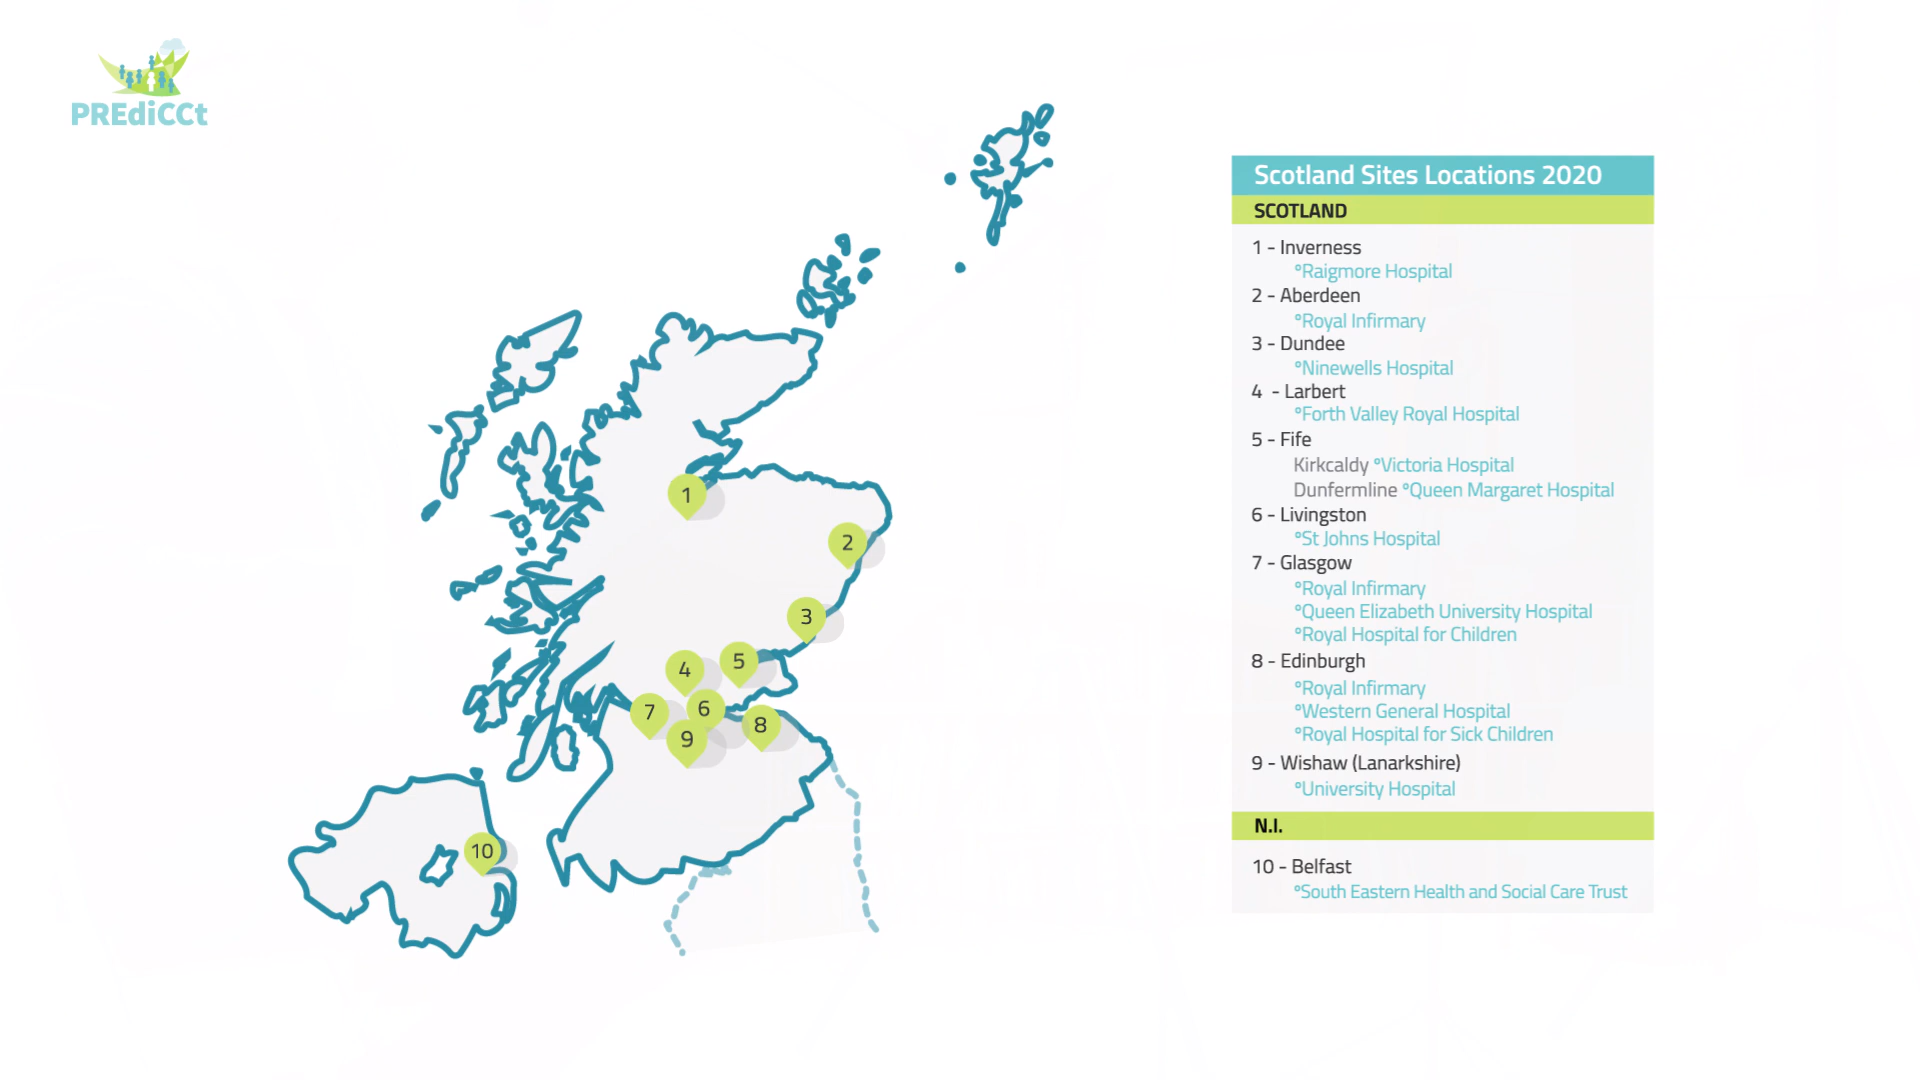 PREdiCCt
Scotland Sites Locations 2020
SCOTLAND
1 - Inverness
°Raigmore Hospital
2 - Aberdeen
°Royal Infirmary
3 - Dundee
°Ninewells Hospital
4 - Larbert
°Forth Valley Royal Hospital
5 - Fife
Kirkcaldy °Victoria Hospital
Dunfermline °Queen Margaret Hospital
6 - Livingston
°St Johns Hospital
7 - Glasgow
°Royal Infirmary
°Queen Elizabeth University Hospital
°Royal Hospital for Children
8 - Edinburgh
°Royal Infirmary
°Western General Hospital
°Royal Hospital for Sick Children
9 - Wishaw (Lanarkshire)
°University Hospital
N.I.
10 - Belfast
°South Eastern Health and Social Care Trust
1
2
3
4
5
6
7
8
9
10